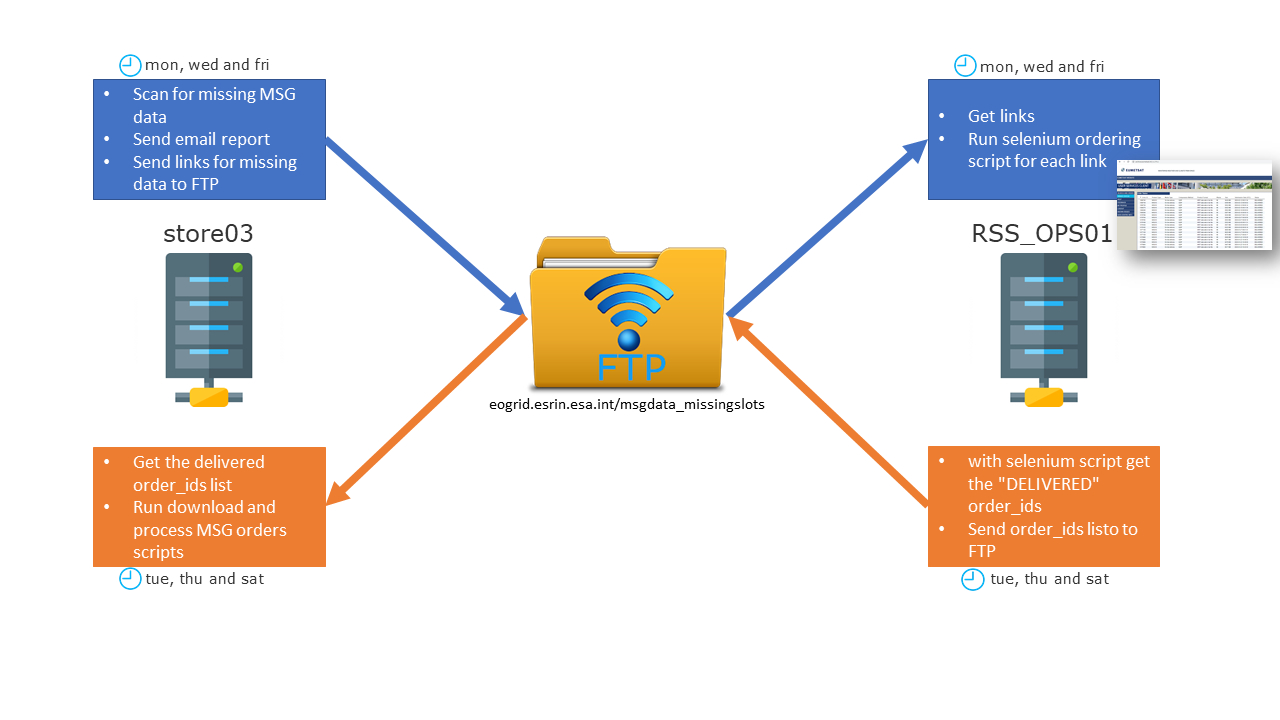 mon, wed and fri
• Scan for missing MSG
data
• Send email report
• Send links for missing
data to FTP
store03
• Get the delivered
order_ids list
• Run download and
process MSG orders
scripts
tue, thu and sat
FTP
eogrid.esrin.esa.int/msgdata_missingslots
mon, wed and fri
• Get links
• Run selenium ordering
script for each link
EUMETSAT
RSS_OPS01
• with selenium script get
the "DELIVERED"
order_ids
• Send order_ids listo to
FTP
tue, thu and sat